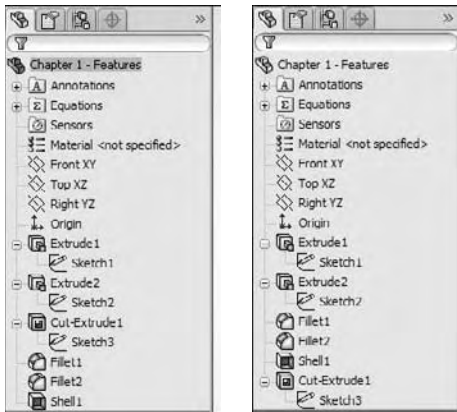 Chapter 1 - Features
Annotations
Equations
Sensors
Material <not specified>
Front XY
Top XZ
Right YZ
Origin
Extrude1
Sketch1
Extrude2
Sketch2
Cut-Extrude1
Sketch3
Fillet1
Fillet2
Shell1
Chapter 1 - Features
Annotations
Equations
Sensors
Material <not specified>
Front XY
Top XZ
Right YZ
Origin
Extrude1
Sketch1
Extrude2
Sketch2
Fillet1
Fillet2
Shell1
Cut-Extrude1
Sketch3